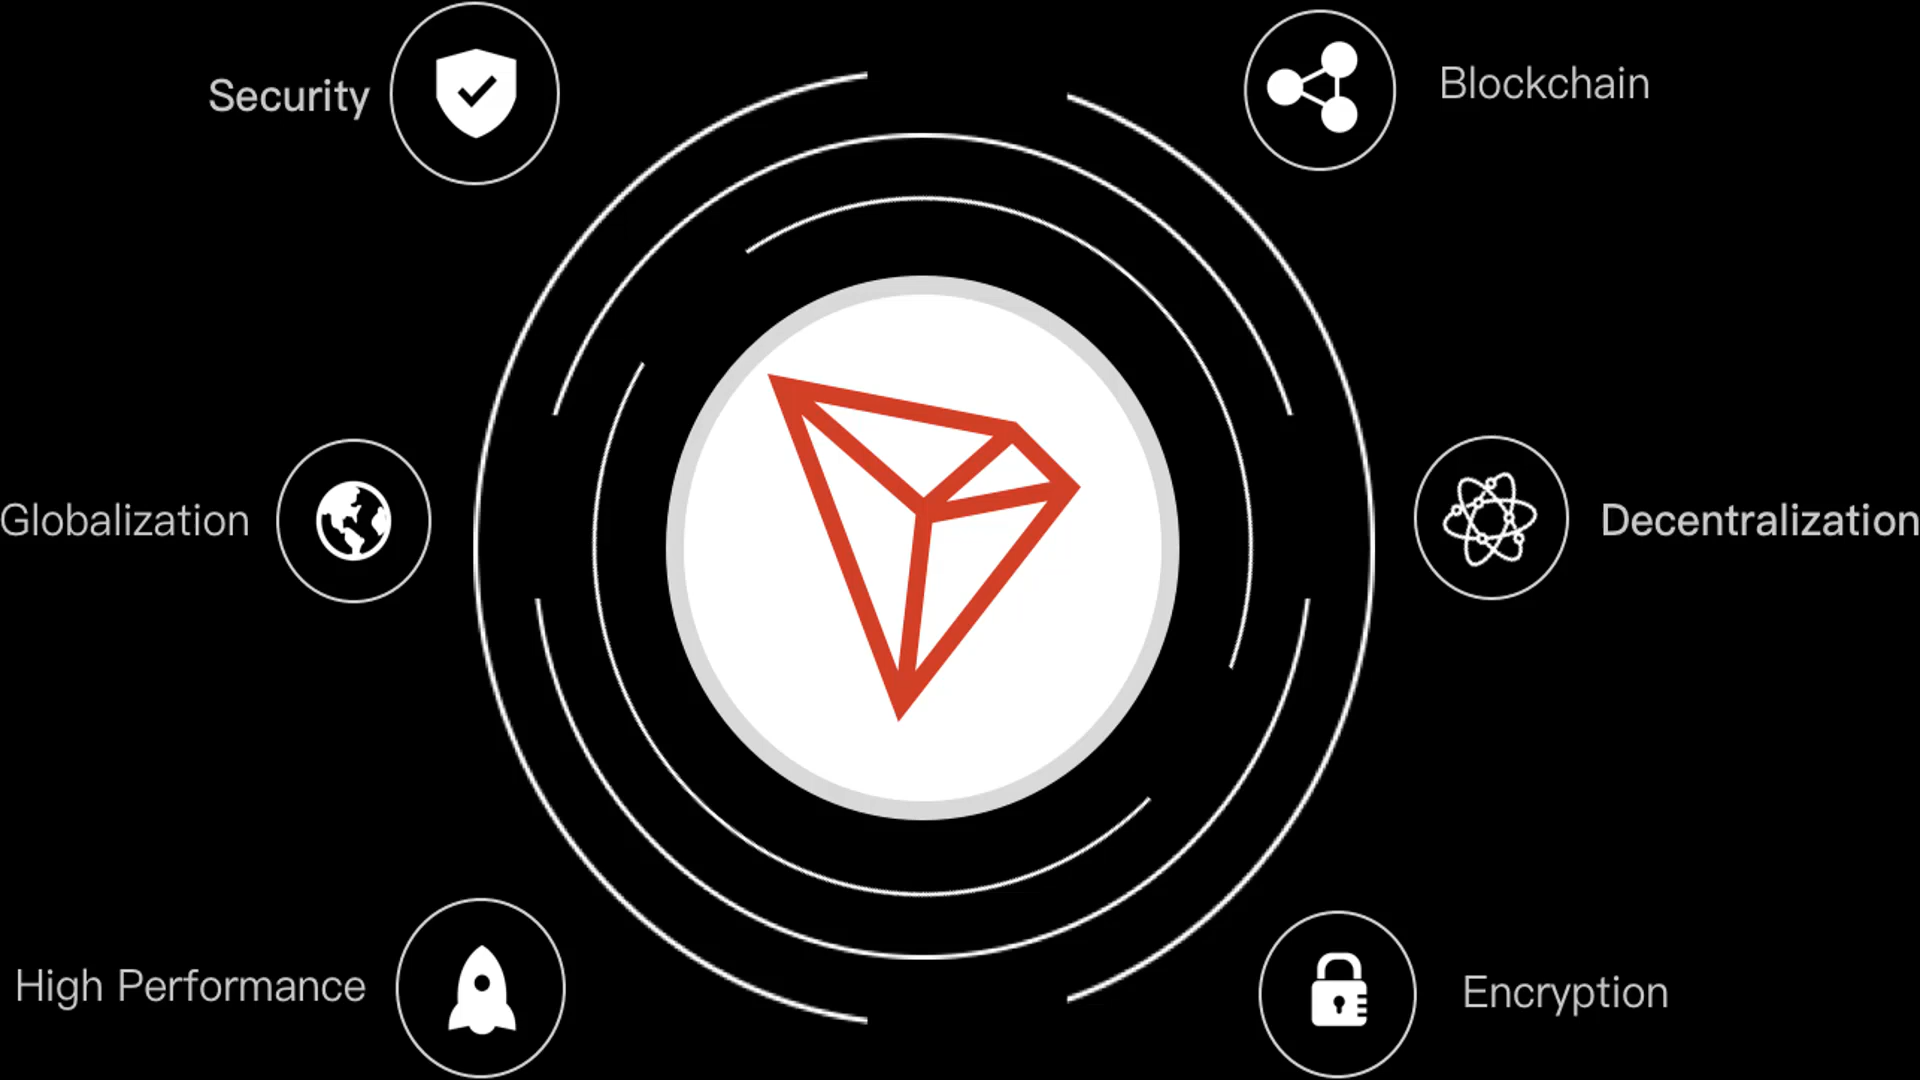 Security
Blockchain
Globalization
Decentralization
High Performance
Encryption